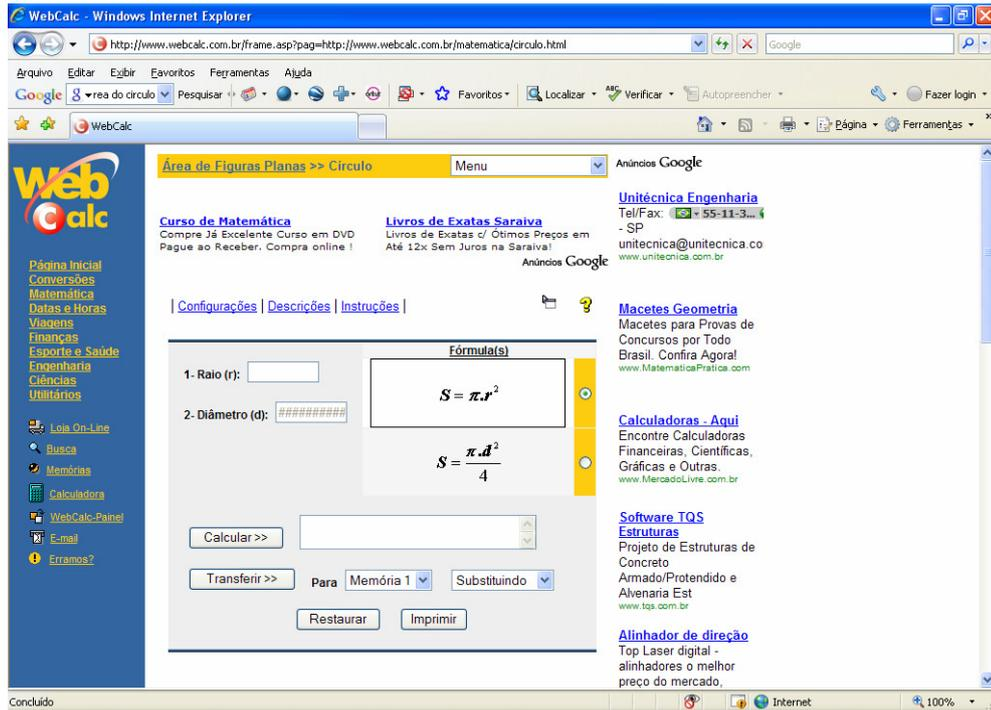 WebCalc - Windows Internet Explorer
http://www.webcalc.com.br/frame.asp?pag=http://www.webcalc.com.br/matematica/circulo.html
Google
Arquivo Editar Exibir Favoritos Ferramentas Ajuda
Google rea do circulo Pesquisar Favoritos Localizar Verificar Autopreencher Fazer login
WebCalc
Página Ferramentas
Web Calc
Página Inicial
Conversões
Matemática
Datas e Horas
Viagens
Finanças
Esporte e Saúde
Engenharia
Ciências
Utilitários
Loja On-Line
Busca
Memórias
Calculadora
WebCalc-Painel
E-mail
Erramos?
Área de Figuras Planas >> Círculo
Menu
Curso de Matemática
Compre Já Excelente Curso em DVD
Pague ao Receber. Compra online !
Livros de Exatas Saraiva
Livros de Exatas c/ Ótimos Preços em
Até 12x Sem Juros na Saraiva!
Anúncios Google
| Configurações | Descrições | Instruções |
Fórmula(s)
1- Raio (r):
2- Diâmetro (d): ##########
S = π.r²
S = π.d²/4
Calcular >>
Transferir >> Para Memória 1 Substituindo
Restaurar Imprimir
Anúncios Google
Unitécnica Engenharia
Tel/Fax: 55-11-3...
- SP
unitecnica@unitecnica.co
www.unitecnica.com.br
Macetes Geometria
Macetes para Provas de
Concursos por Todo
Brasil. Confira Agora!
www.MatematicaPratica.com
Calculadoras - Aqui
Encontre Calculadoras
Financeiras, Científicas,
Gráficas e Outras.
www.MercadoLivre.com.br
Software TQS
Estruturas
Projeto de Estruturas de
Concreto
Armado/Protendido e
Alvenaria Est
www.tqs.com.br
Alinhador de direção
Top Laser digital -
alinhadores o melhor
preço do mercado,
Concluído
Internet
100%